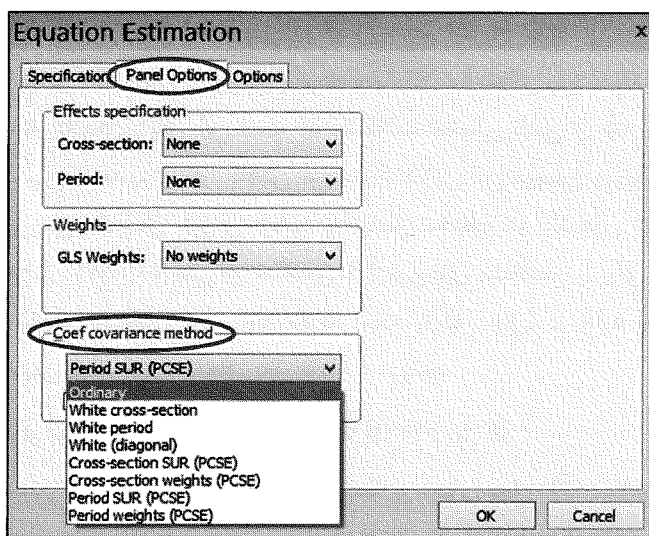 Equation Estimation
x
Specification Panel Options Options
Effects specification
Cross-section: None
Period: None
Weights
GLS Weights: No weights
Coef covariance method
Period SUR (PCSE)
Ordinary
White cross-section
White period
White (diagonal)
Cross-section SUR (PCSE)
Cross-section weights (PCSE)
Period SUR (PCSE)
Period weights (PCSE)
OK Cancel